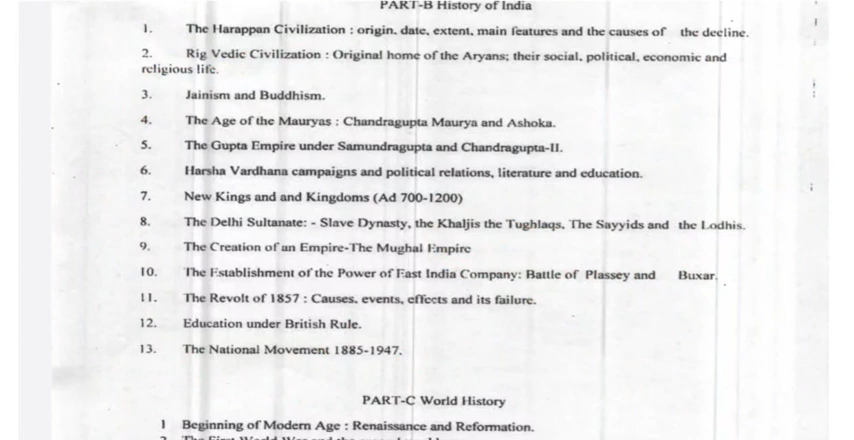 PART-B History of India
1. The Harappan Civilization : origin, date, extent, main features and the causes of the decline.
2. Rig Vedic Civilization : Original home of the Aryans; their social, political, economic and
religious life.
3. Jainism and Buddhism.
4. The Age of the Mauryas : Chandragupta Maurya and Ashoka.
5. The Gupta Empire under Samundragupta and Chandragupta-II.
6. Harsha Vardhana campaigns and political relations, literature and education.
7. New Kings and and Kingdoms (Ad 700-1200)
8. The Delhi Sultanate: - Slave Dynasty, the Khaljis the Tughlaqs, The Sayyids and the Lodhis.
9. The Creation of an Empire-The Mughal Empire
10. The Establishment of the Power of East India Company: Battle of Plassey and Buxar.
11. The Revolt of 1857 : Causes, events, effects and its failure.
12. Education under British Rule.
13. The National Movement 1885-1947.
PART-C World History
1 Beginning of Modern Age : Renaissance and Reformation.
2 The First World War and the